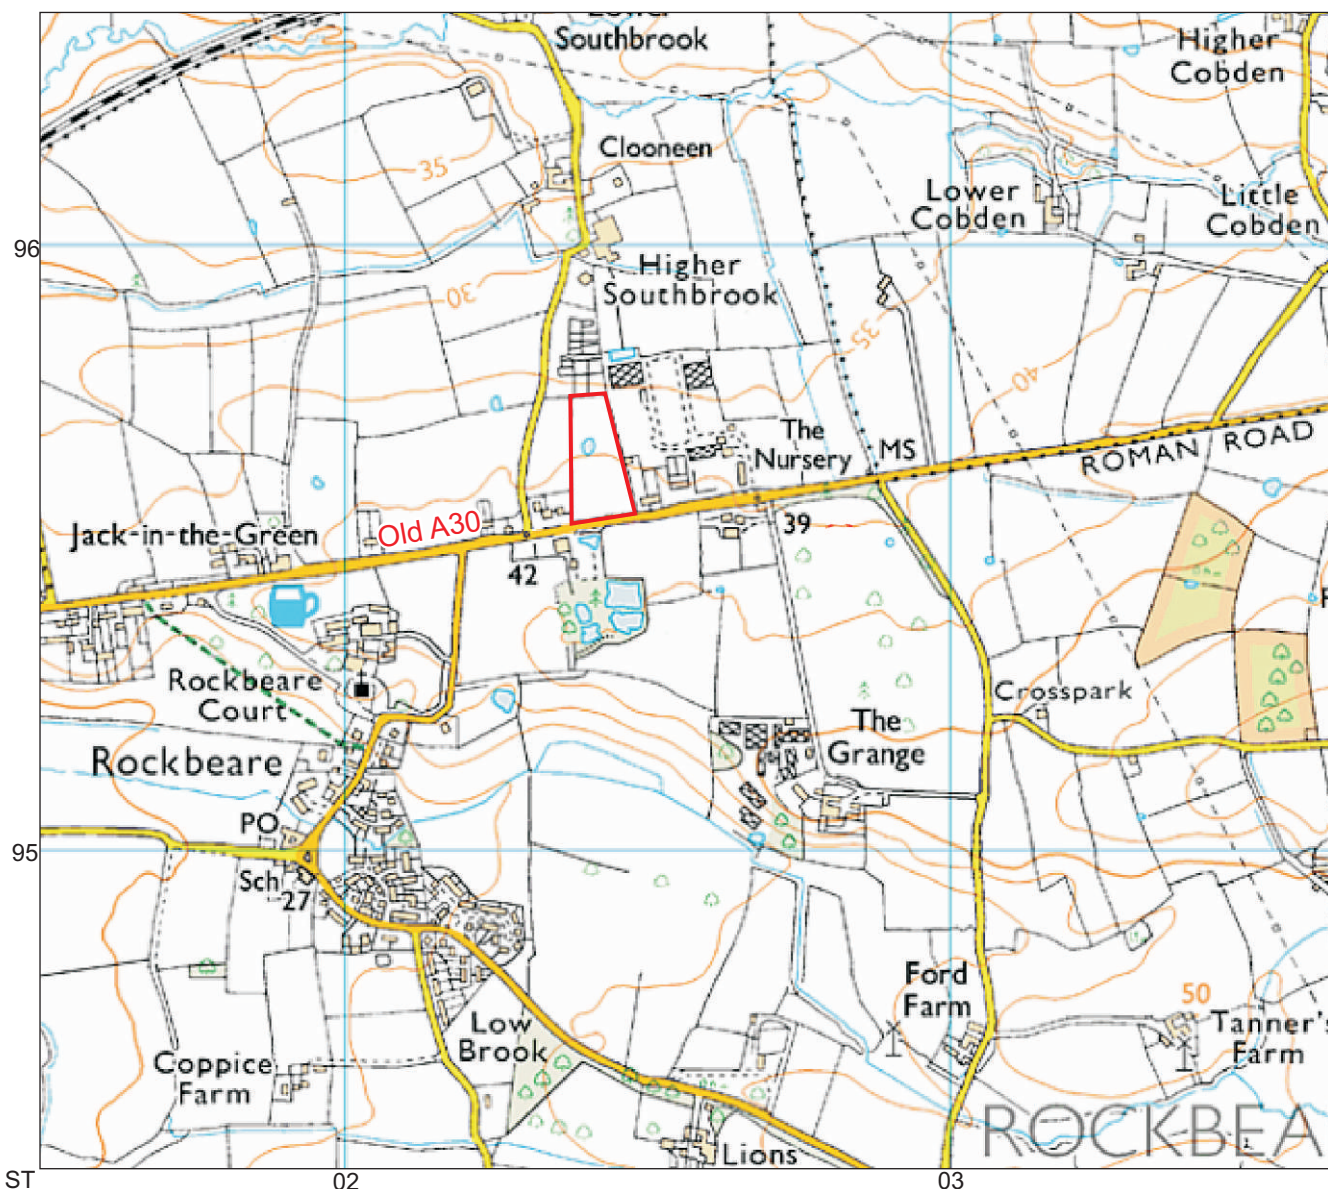 Southbrook
Higher
Cobden
Clooneen
35
Lower
Cobden
Little
Cobden
96
Higher
Southbrook
30
35
40
The
Nursery
MS
ROMAN ROAD
Jack-in-the-Green
Old A30
42
39
Rockbeare
Court
Crosspark
The
Grange
Rockbeare
PO
95
Sch
27
Ford
Farm
50
Tanner's
Farm
Low
Brook
Coppice
Farm
ROCKBEA
Lions
ST
02
03